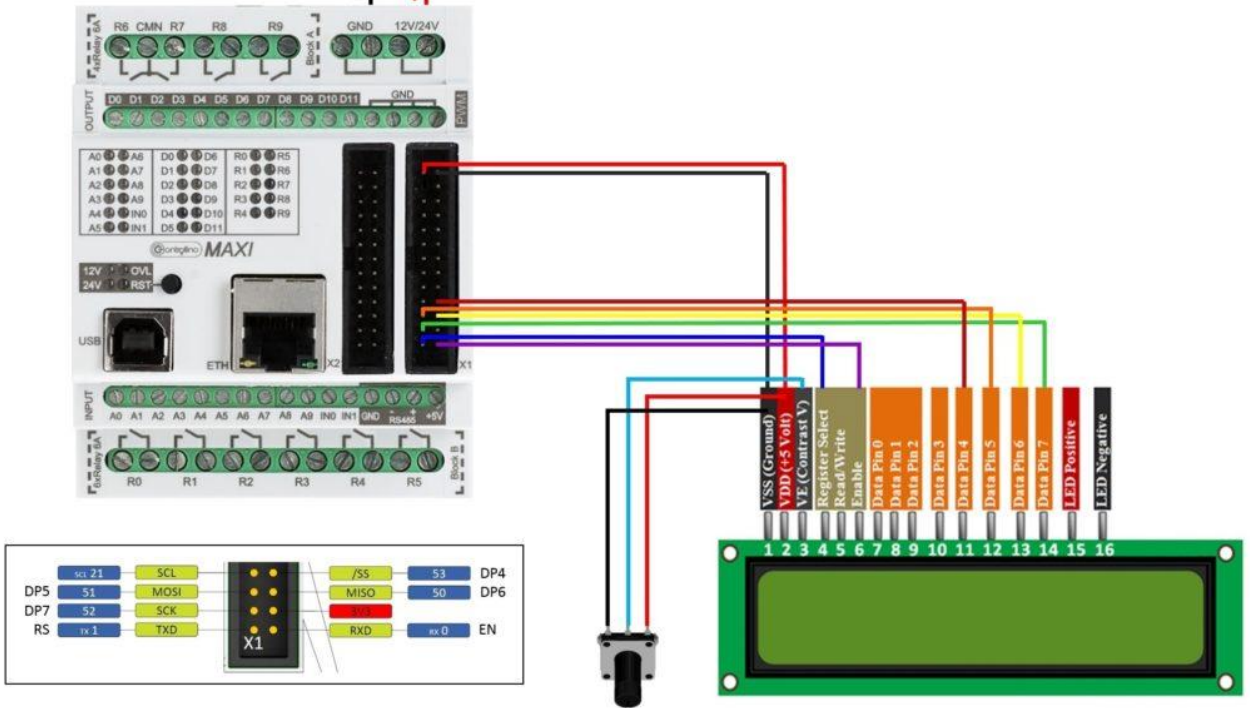 R6 CMN R7 R8 R9 GND 12V/24V
4xRelay 6A
Block A
OUTPUT
D0 D1 D2 D3 D4 D5 D6 D7 D8 D9 D10 D11 GND
PWM
A0 A6 D0 D6 R0 R5
A1 A7 D1 D7 R1 R6
A2 A8 D2 D8 R2 R7
A3 A9 D3 D9 R3 R8
A4 IN0 D4 D10 R4 R9
A5 IN1 D5 D11
Controllino MAXI
12V OVL
24V RST
USB
ETH
X2
X1
INPUT
A0 A1 A2 A3 A4 A5 A6 A7 A8 A9 IN0 IN1 GND - RS485 + +5V
6xRelay 6A
R0 R1 R2 R3 R4 R5
Block B
VSS (Ground)
VDD (+5 Volt)
VE (Contrast V)
Register Select
Read/Write
Enable
Data Pin 0
Data Pin 1
Data Pin 2
Data Pin 3
Data Pin 4
Data Pin 5
Data Pin 6
Data Pin 7
LED Positive
LED Negative
1 2 3 4 5 6 7 8 9 10 11 12 13 14 15 16
SCL 21 SCL /SS 53 DP4
DP5 51 MOSI MISO 50 DP6
DP7 52 SCK 3V3
RS TX 1 TXD RXD RX 0 EN
X1